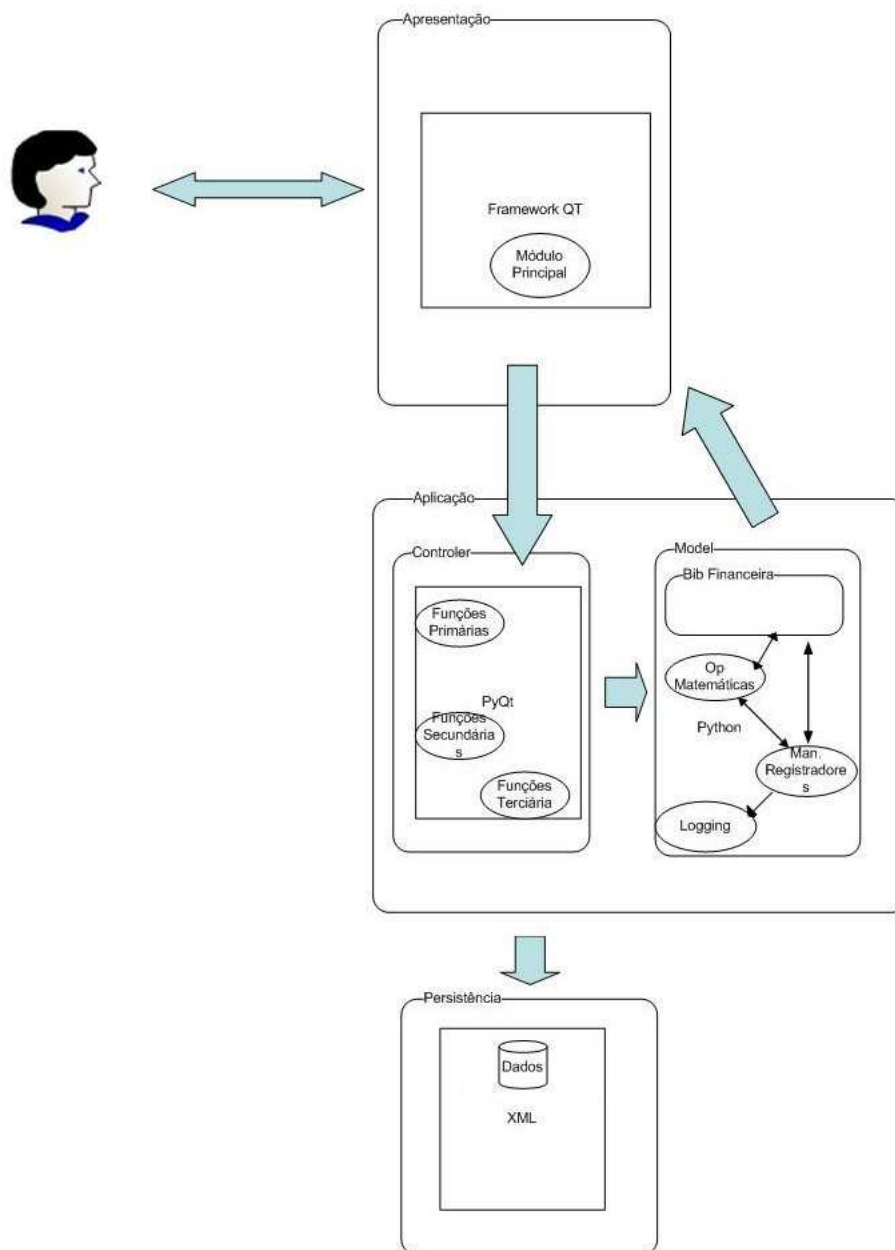 Apresentação
Framework QT
Módulo
Principal
Aplicação
Controler
Funções
Primárias
PyQt
Funções
Secundária
s
Funções
Terciária
Model
Bib Financeira
Op
Matemáticas
Python
Man.
Registradore
s
Logging
Persistência
Dados
XML